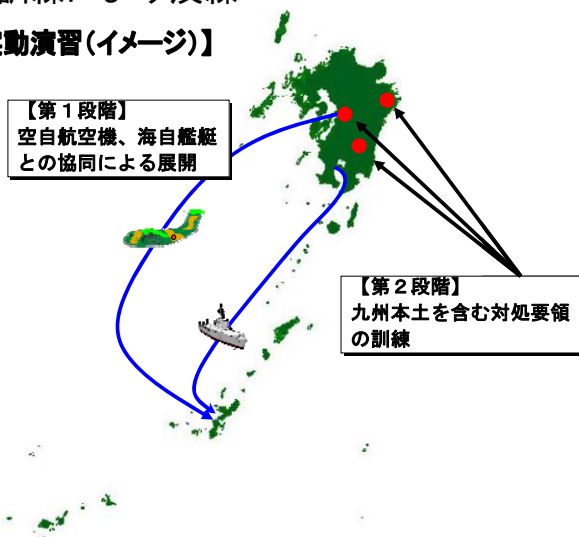 動演習(イメージ)】
【第1段階】
空自航空機、海自艦艇
との協同による展開
【第2段階】
九州本土を含む対処要領
の訓練